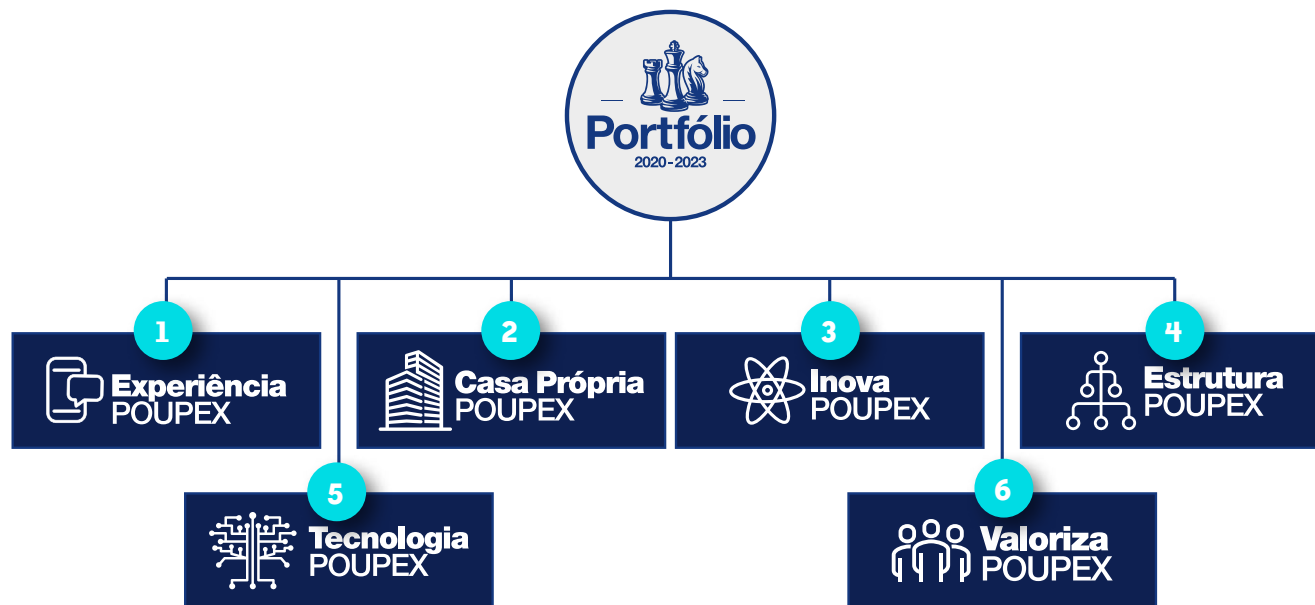 Portfólio
2020-2023
1
Experiência
POUPEX
2
Casa Própria
POUPEX
3
Inova
POUPEX
4
Estrutura
POUPEX
5
Tecnologia
POUPEX
6
Valoriza
POUPEX